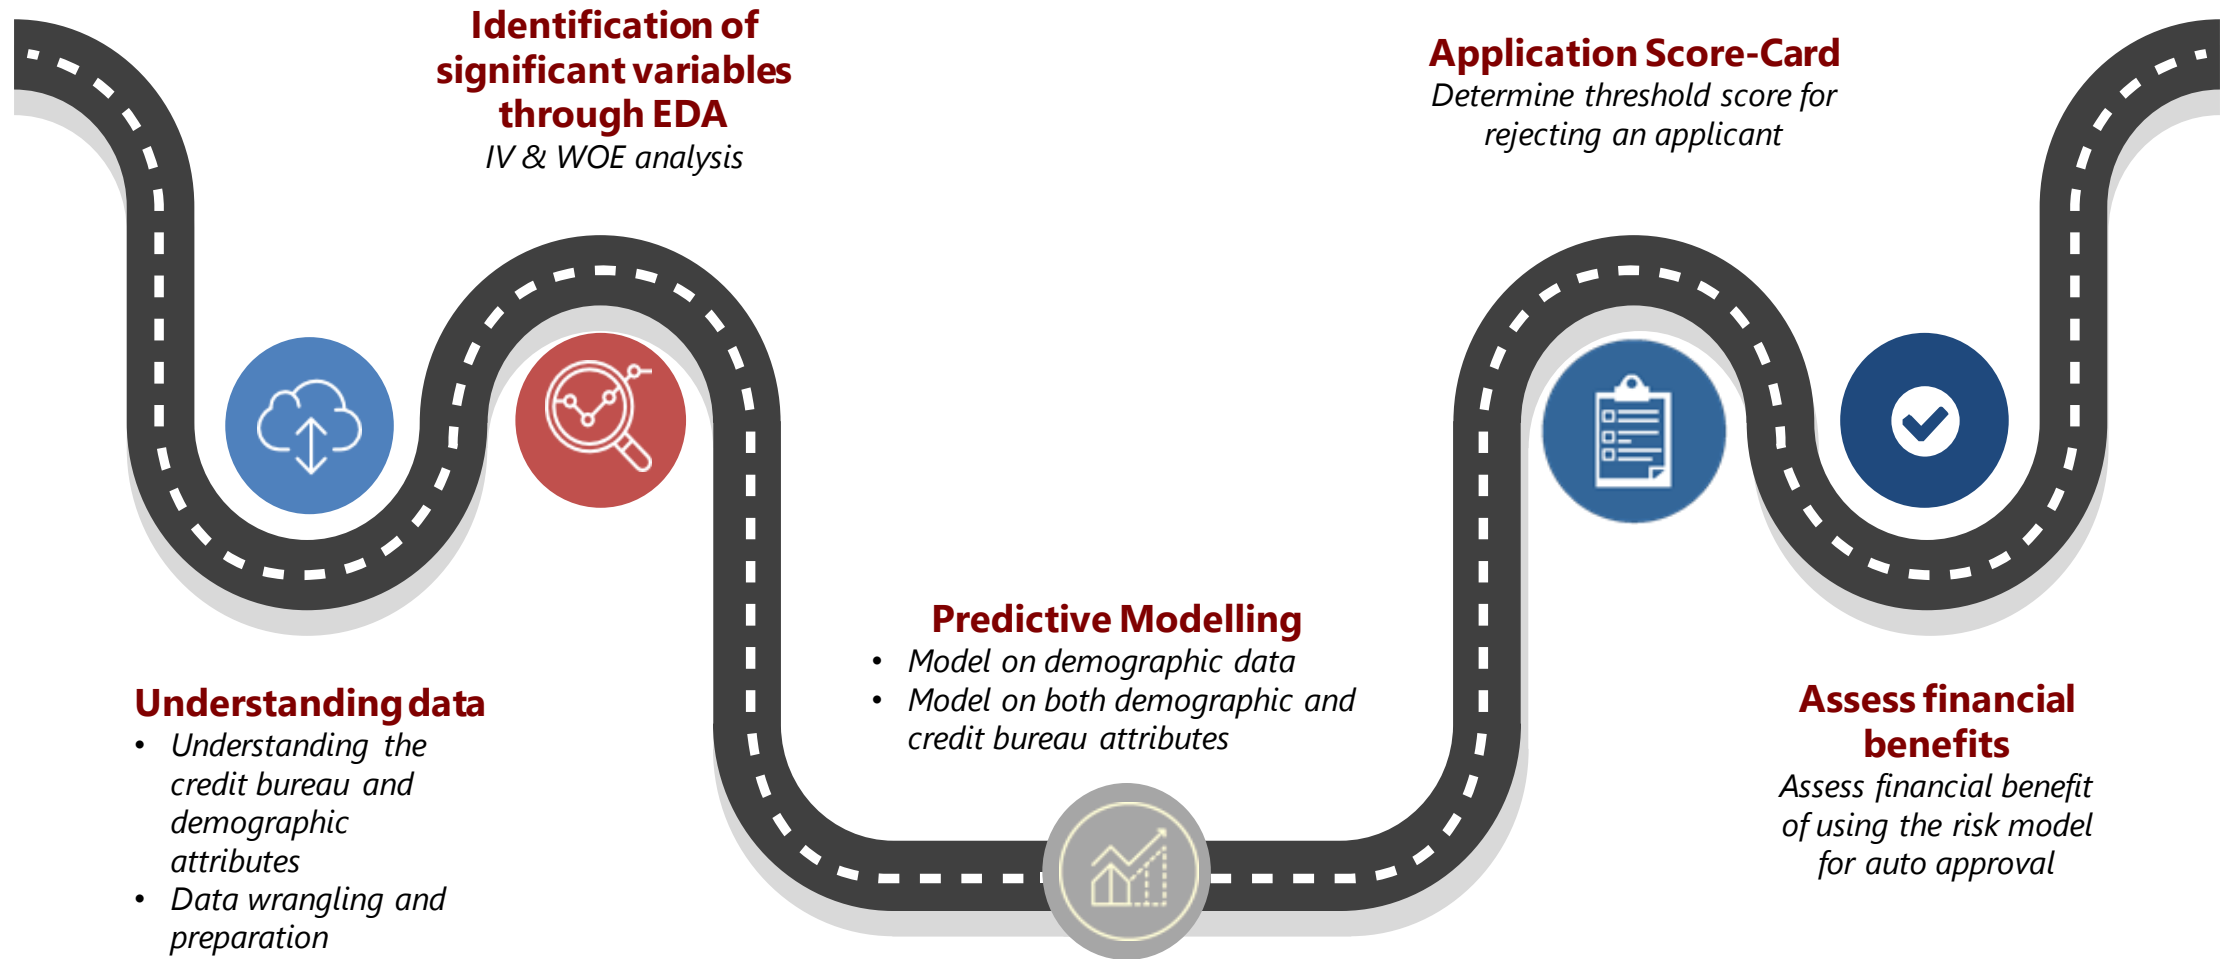 Identification of
significant variables
through EDA
IV & WOE analysis
Application Score-Card
Determine threshold score for
rejecting an applicant
Understanding data
• Understanding the
credit bureau and
demographic
attributes
• Data wrangling and
preparation
Predictive Modelling
• Model on demographic data
• Model on both demographic and
credit bureau attributes
Assess financial
benefits
Assess financial benefit
of using the risk model
for auto approval